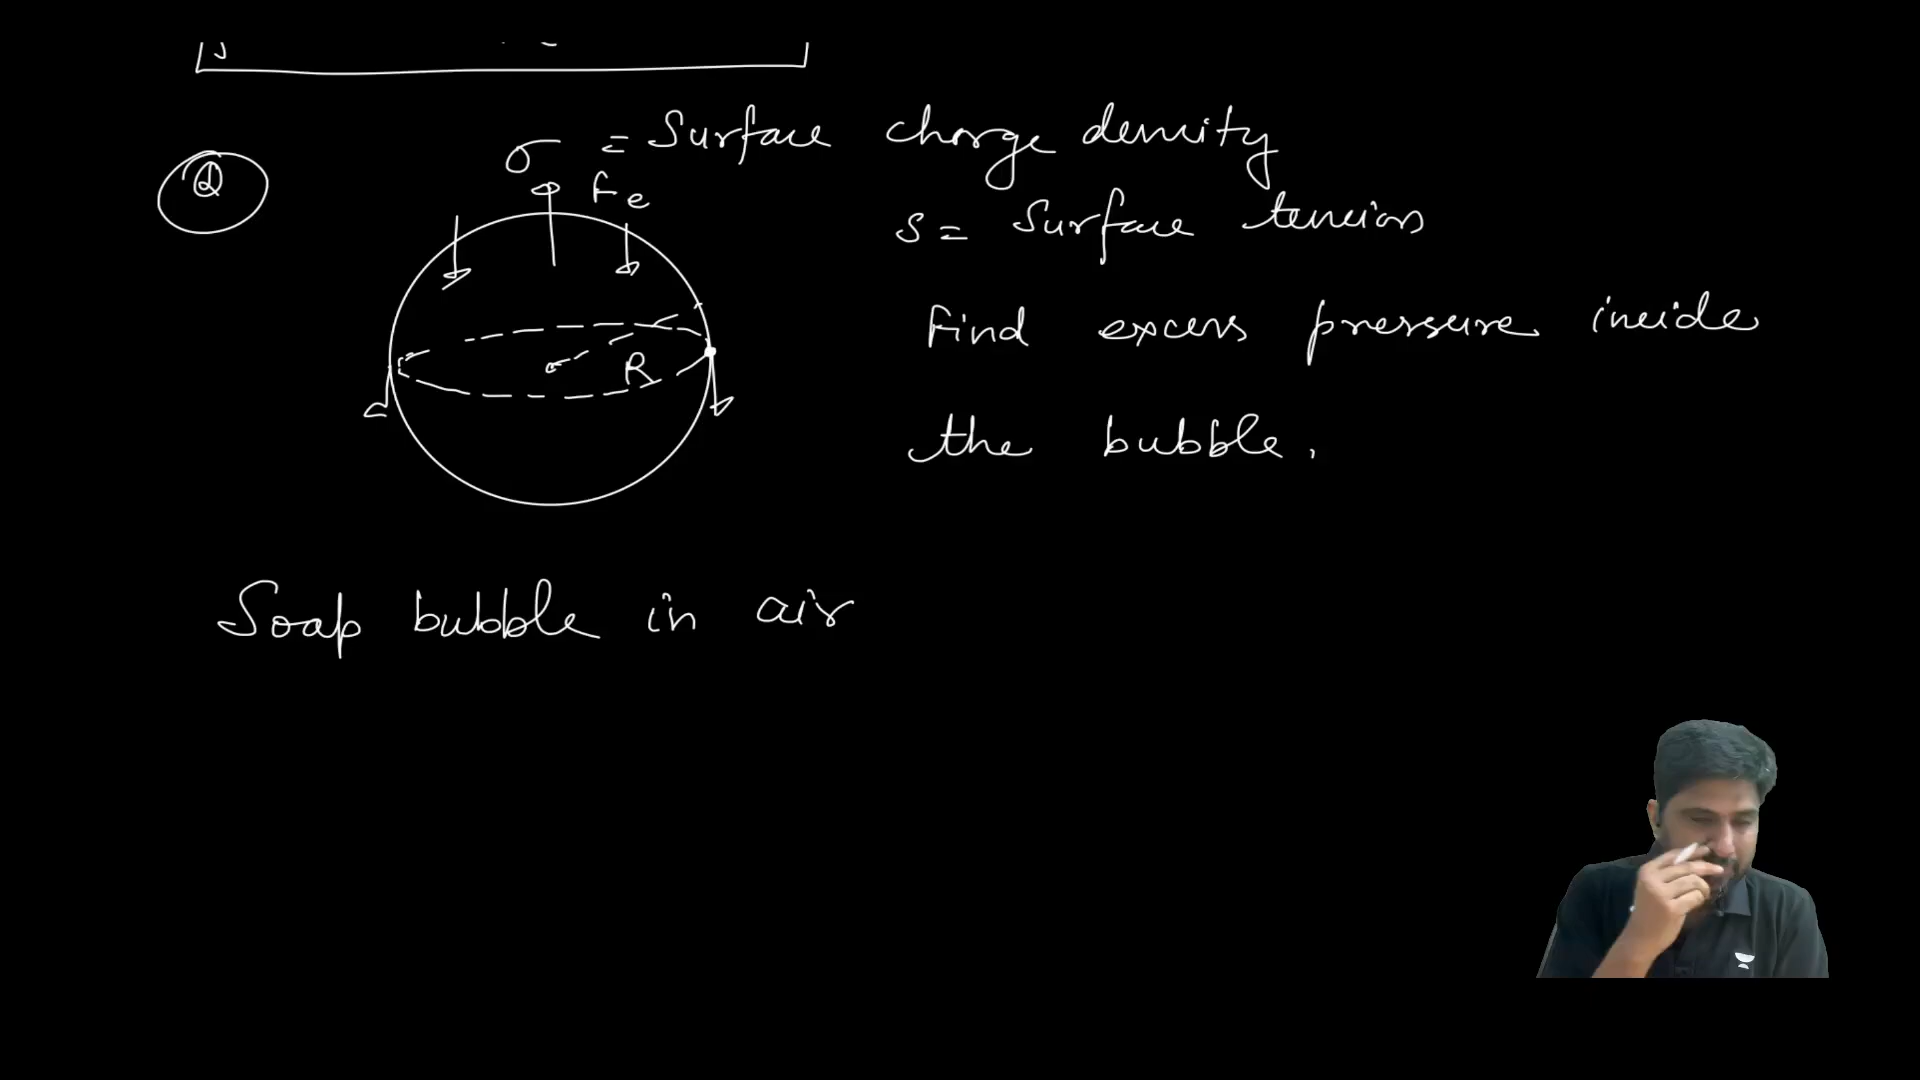 Q
σ = Surface charge density
Fe
S = Surface tension
R
Find excess pressure inside
the bubble.
Soap bubble in air